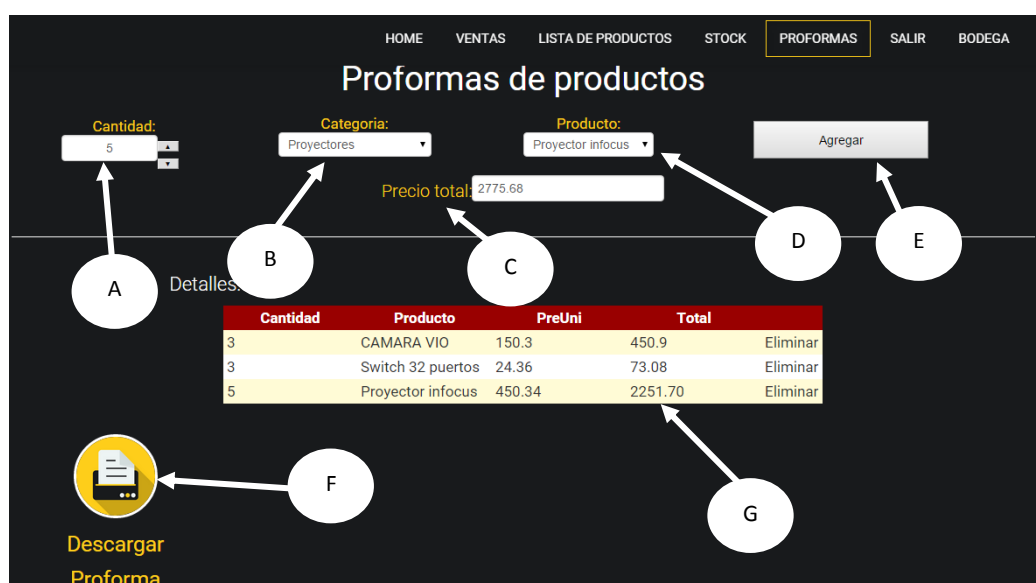 HOME VENTAS LISTA DE PRODUCTOS STOCK PROFORMAS SALIR BODEGA
Proformas de productos
Cantidad: Categoria: Producto:
5 Proyectores Proyector infocus Agregar
Precio total: 2775.68
A B C D E
Detalles:
Cantidad Producto PreUni Total
3 CAMARA VIO 150.3 450.9 Eliminar
3 Switch 32 puertos 24.36 73.08 Eliminar
5 Proyector infocus 450.34 2251.70 Eliminar
F
G
Descargar
Proforma